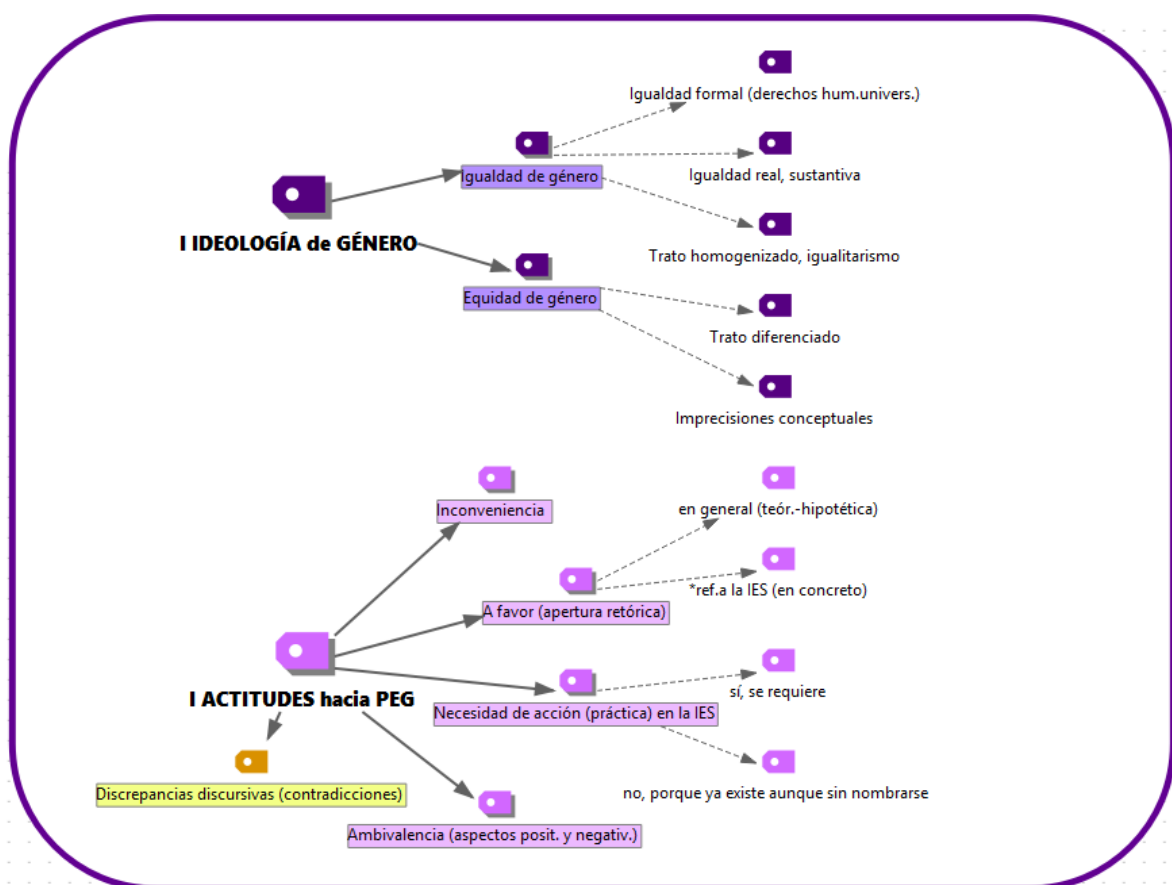 Igualdad formal (derechos hum.univers.)
Igualdad de género
Igualdad real, sustantiva
I IDEOLOGÍA de GÉNERO
Trato homogenizado, igualitarismo
Equidad de género
Trato diferenciado
Imprecisiones conceptuales
Inconveniencia
en general (teór.-hipotética)
*ref.a la IES (en concreto)
A favor (apertura retórica)
sí, se requiere
I ACTITUDES hacia PEG
Necesidad de acción (práctica) en la IES
Discrepancias discursivas (contradicciones)
no, porque ya existe aunque sin nombrarse
Ambivalencia (aspectos posit. y negativ.)